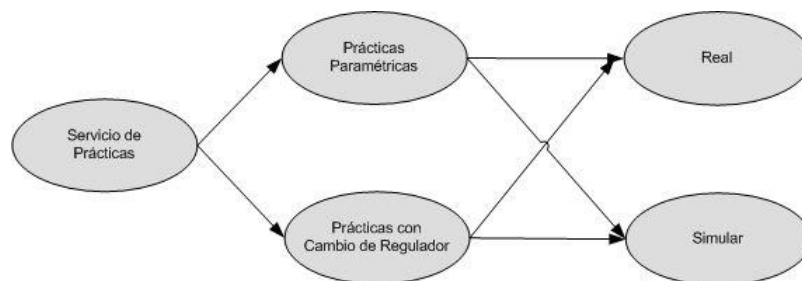 Servicio de
Prácticas
Prácticas
Paramétricas
Prácticas con
Cambio de Regulador
Real
Simular